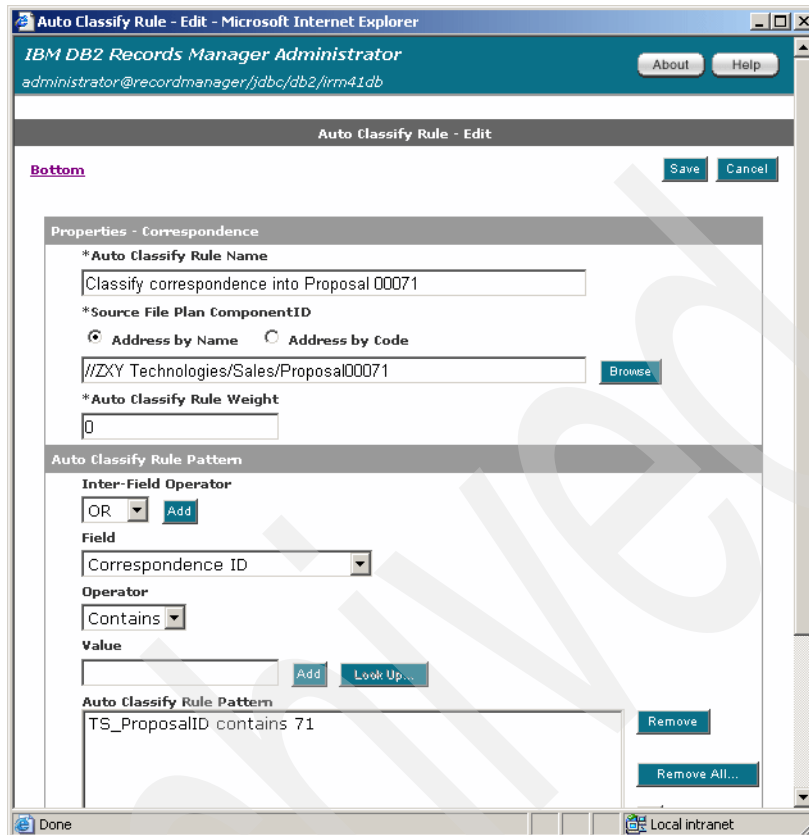 Auto Classify Rule - Edit - Microsoft Internet Explorer
IBM DB2 Records Manager Administrator
administrator@recordmanager/jdbc/db2/irm41db
About Help
Auto Classify Rule - Edit
Bottom
Save Cancel
Properties - Correspondence
*Auto Classify Rule Name
Classify correspondence into Proposal 00071
*Source File Plan ComponentID
Address by Name Address by Code
//ZXY Technologies/Sales/Proposal00071
Browse
*Auto Classify Rule Weight
0
Auto Classify Rule Pattern
Inter-Field Operator
OR Add
Field
Correspondence ID
Operator
Contains
Value
Add Look Up...
Auto Classify Rule Pattern
TS_ProposalID contains 71
Remove
Remove All...
Done
Local intranet